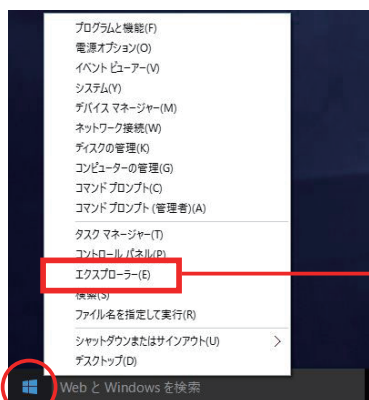 プログラムと機能(F)
電源オプション(O)
イベント ビューアー(V)
システム(Y)
デバイス マネージャー(M)
ネットワーク接続(W)
ディスクの管理(K)
コンピューターの管理(G)
コマンド プロンプト(C)
コマンド プロンプト (管理者)(A)
タスク マネージャー(T)
コントロール パネル(P)
エクスプローラー(E)
検索(S)
ファイル名を指定して実行(R)
シャットダウンまたはサインアウト(U)
デスクトップ(D)
Web と Windows を検索